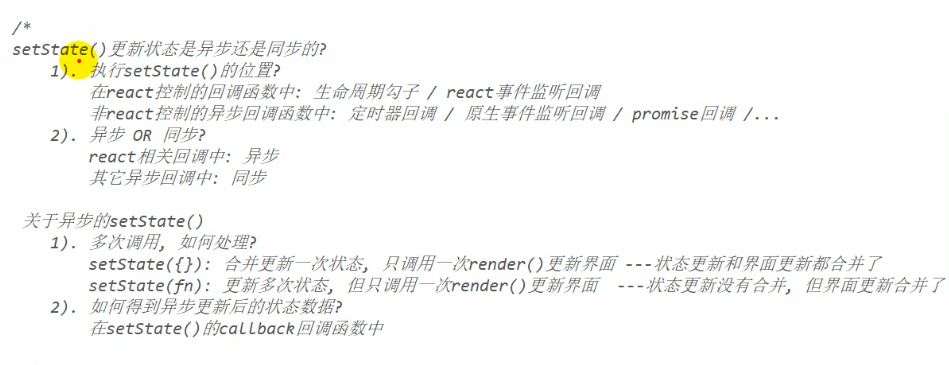 /*
setState()更新状态是异步还是同步的?
1). 执行setState()的位置?
在react控制的回调函数中: 生命周期勾子 / react事件监听回调
非react控制的异步回调函数中: 定时器回调 / 原生事件监听回调 / promise回调 /...
2). 异步 OR 同步?
react相关回调中: 异步
其它异步回调中: 同步
关于异步的setState()
1). 多次调用, 如何处理?
setState({}): 合并更新一次状态, 只调用一次render()更新界面 ---状态更新和界面更新都合并了
setState(fn): 更新多次状态, 但只调用一次render()更新界面 ---状态更新没有合并, 但界面更新合并了
2). 如何得到异步更新后的状态数据?
在setState()的callback回调函数中